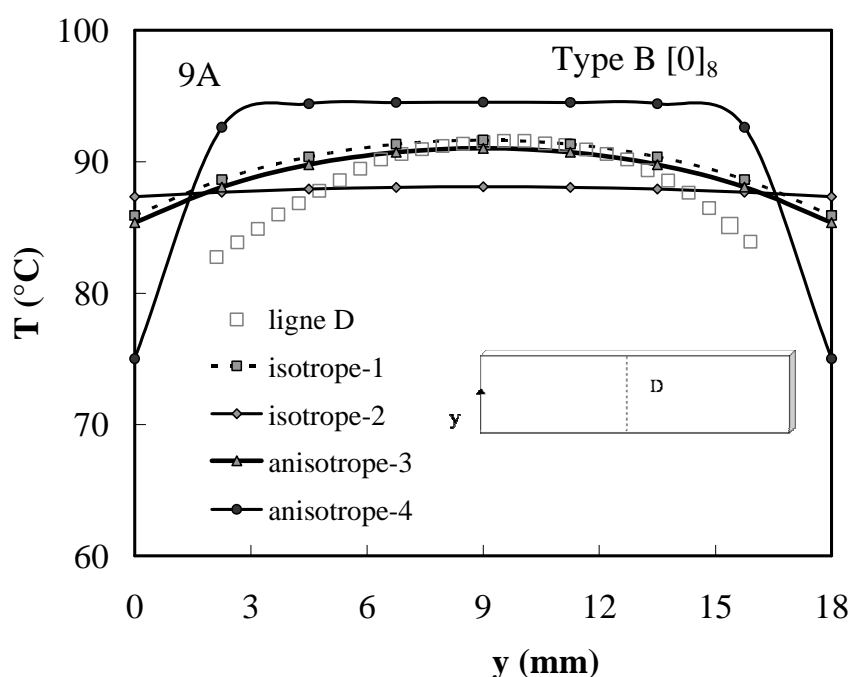 100
90
80
70
60
T (°C)
9A
Type B [0]8
ligne D
isotrope-1
isotrope-2
anisotrope-3
anisotrope-4
D
y
0 3 6 9 12 15 18
y (mm)